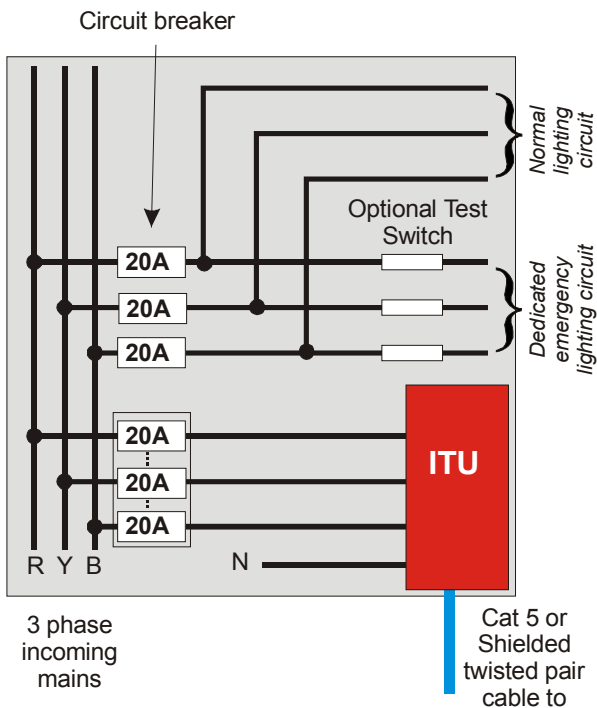 Circuit breaker
Normal
lighting
circuit
Optional Test
Switch
20A
20A
20A
Dedicated
emergency
lighting circuit
20A
20A
20A
ITU
R Y B
N
3 phase
incoming
mains
Cat 5 or
Shielded
twisted pair
cable to